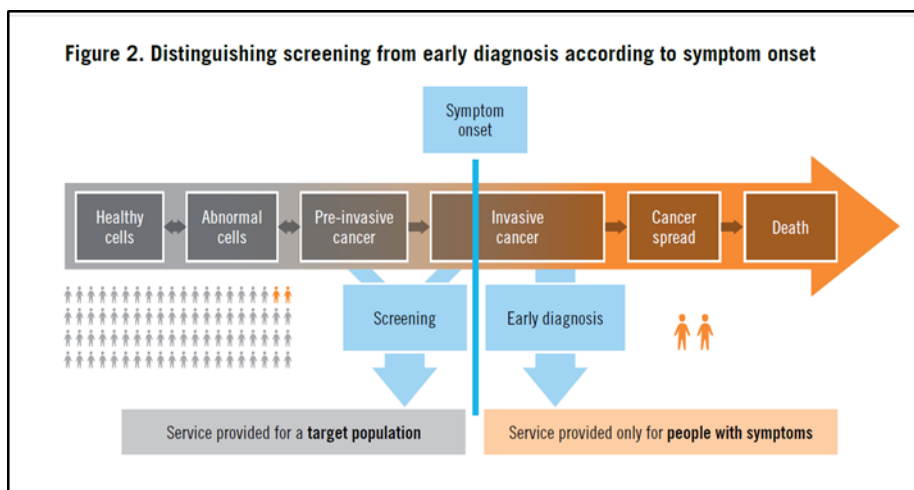 Figure 2. Distinguishing screening from early diagnosis according to symptom onset
Symptom
onset
Healthy
cells
Abnormal
cells
Pre-invasive
cancer
Invasive
cancer
Cancer
spread
Death
Screening
Early diagnosis
Service provided for a target population
Service provided only for people with symptoms